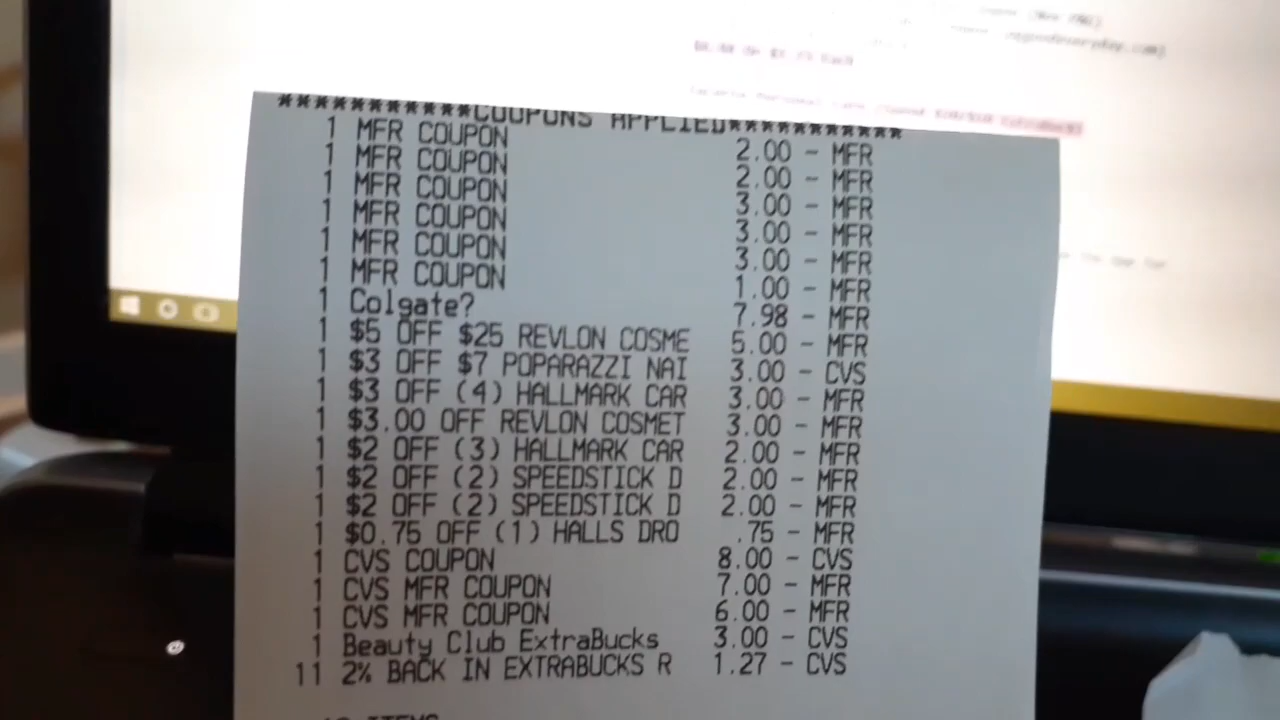 **********COUPONS APPLIED**********
1 MFR COUPON 2.00 - MFR
1 MFR COUPON 2.00 - MFR
1 MFR COUPON 3.00 - MFR
1 MFR COUPON 3.00 - MFR
1 MFR COUPON 3.00 - MFR
1 MFR COUPON 1.00 - MFR
1 Colgate? 7.98 - MFR
1 $5 OFF $25 REVLON COSME 5.00 - MFR
1 $3 OFF $7 POPARAZZI NAI 3.00 - CVS
1 $3 OFF (4) HALLMARK CAR 3.00 - MFR
1 $3.00 OFF REVLON COSMET 3.00 - MFR
1 $2 OFF (3) HALLMARK CAR 2.00 - MFR
1 $2 OFF (2) SPEEDSTICK D 2.00 - MFR
1 $2 OFF (2) SPEEDSTICK D 2.00 - MFR
1 $0.75 OFF (1) HALLS DRO .75 - MFR
1 CVS COUPON 8.00 - CVS
1 CVS MFR COUPON 7.00 - MFR
1 CVS MFR COUPON 6.00 - MFR
1 Beauty Club ExtraBucks 3.00 - CVS
11 2% BACK IN EXTRABUCKS R 1.27 - CVS
ITEMS